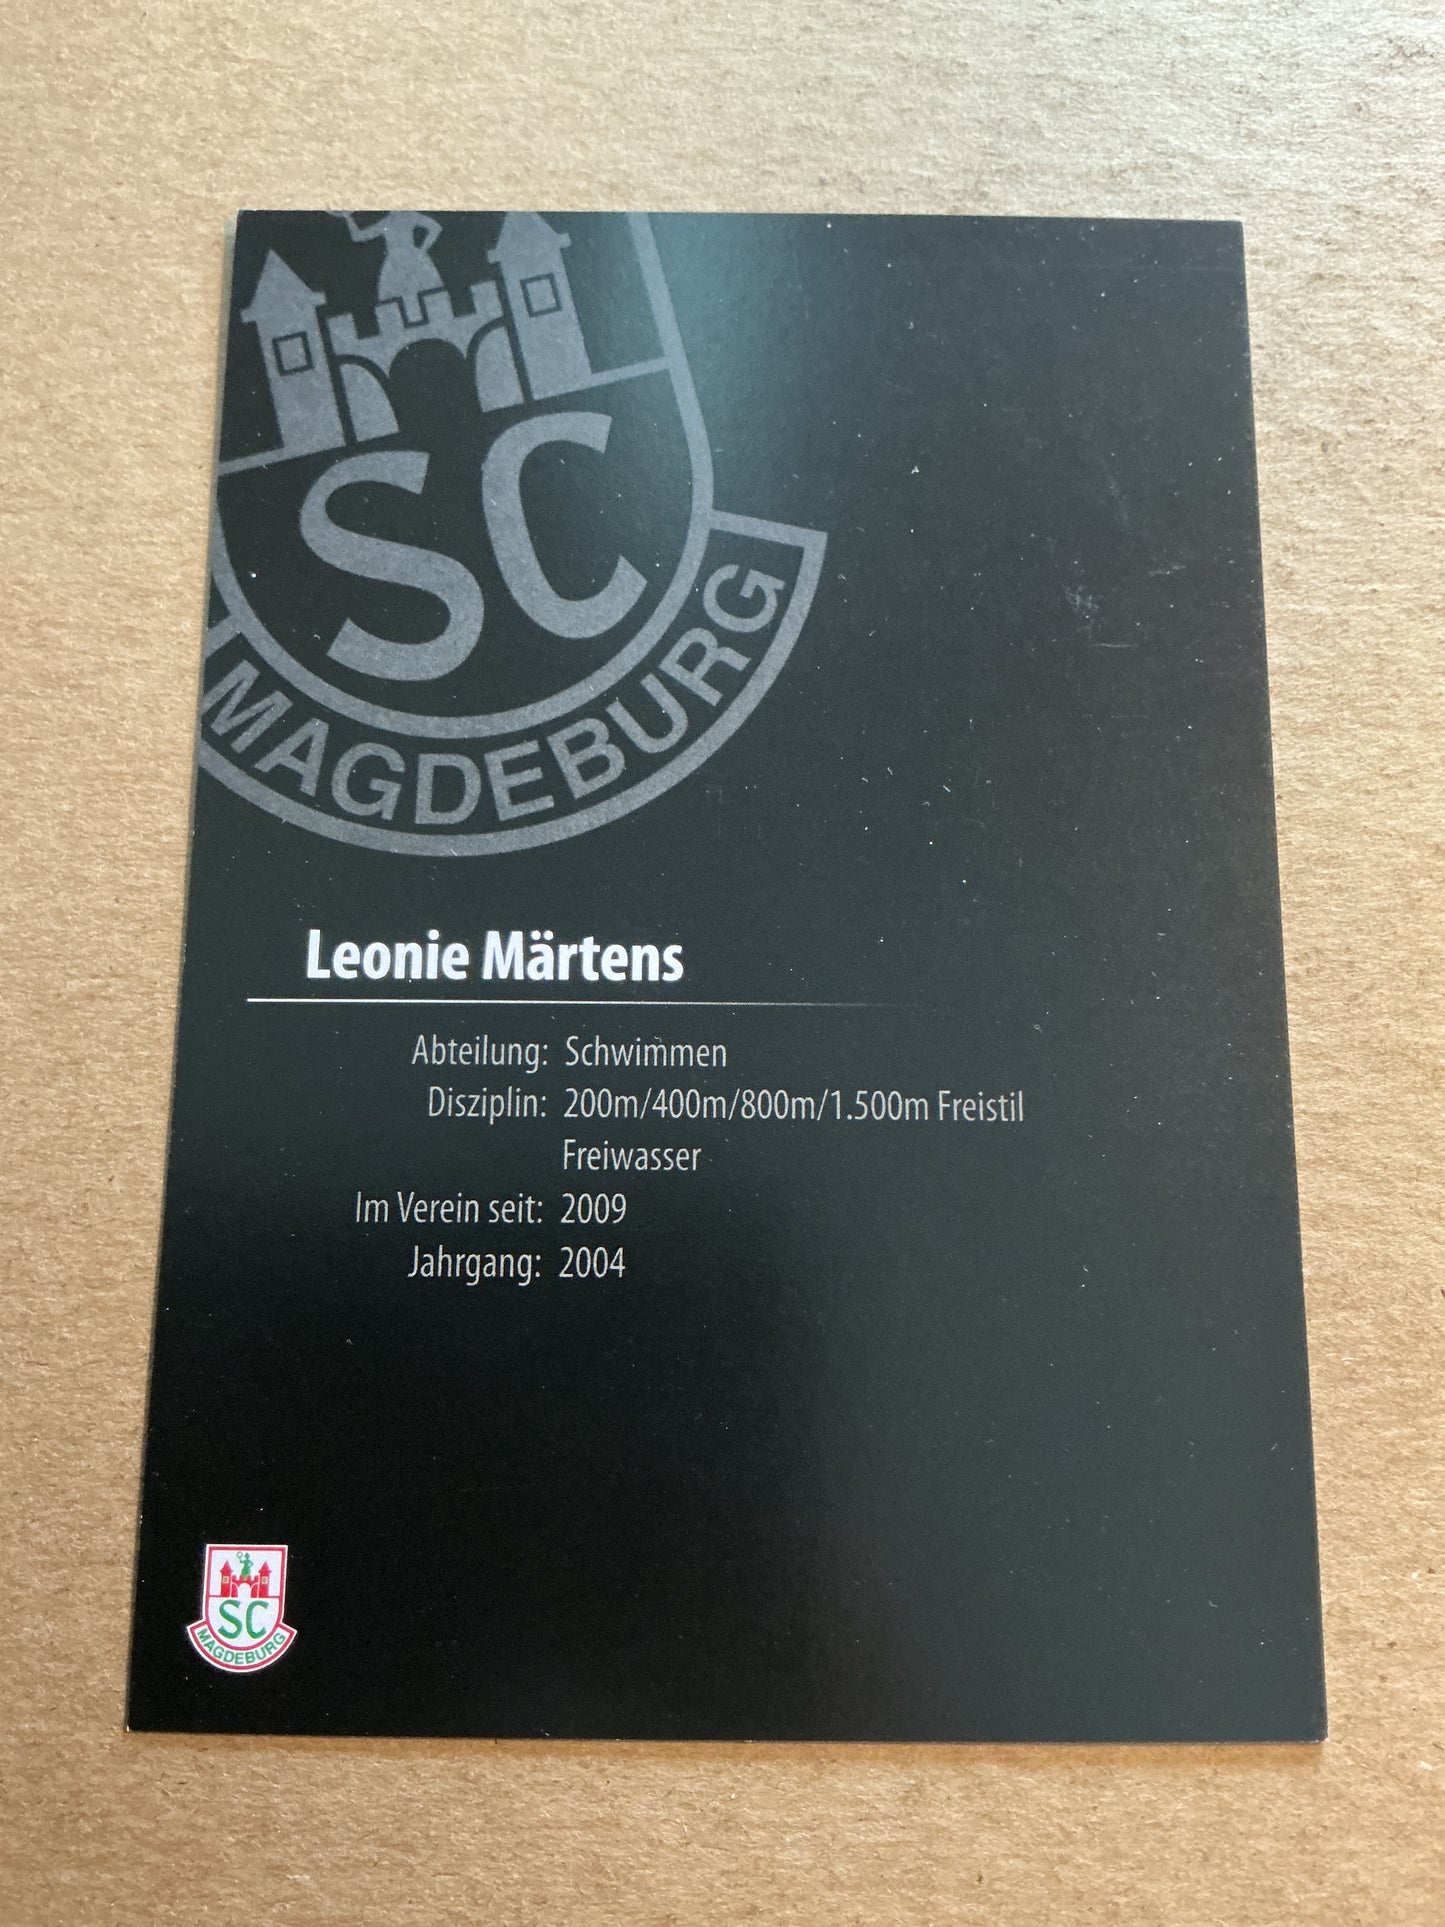 SC
MAGDEBURG
Leonie Märtens
Abteilung: Schwimmen
Disziplin: 200m/400m/800m/1.500m Freistil
Freiwasser
Im Verein seit: 2009
Jahrgang: 2004
SC
MAGDEBURG